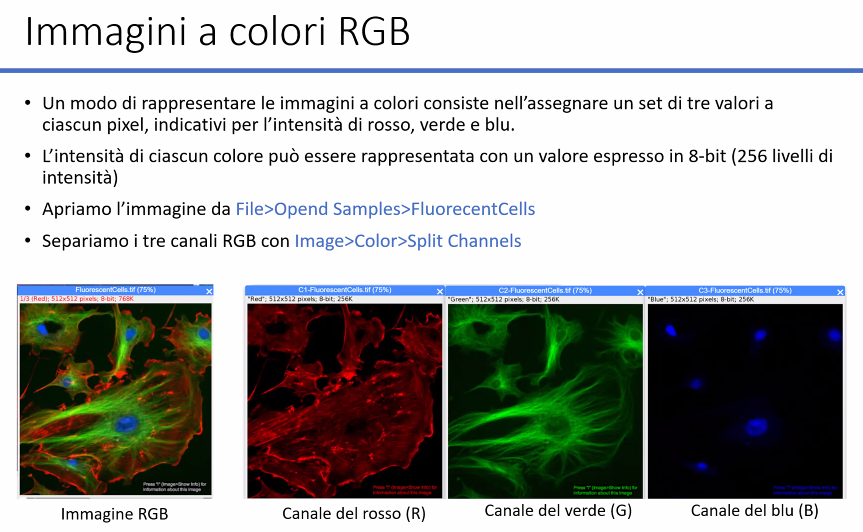 Immagini a colori RGB
• Un modo di rappresentare le immagini a colori consiste nell'assegnare un set di tre valori a
ciascun pixel, indicativi per l'intensità di rosso, verde e blu.
• L'intensità di ciascun colore può essere rappresentata con un valore espresso in 8-bit (256 livelli di
intensità)
• Apriamo l'immagine da File>Opend Samples>FluorecentCells
• Separiamo i tre canali RGB con Image>Color>Split Channels
FluorescentCells.tif (75%)
1/3 (Red); 512x512 pixels; 8-bit; 768K
Press "I" (Image>Show Info) for
information about this image
Immagine RGB
C1-FluorescentCells.tif (75%)
"Red"; 512x512 pixels; 8-bit; 256K
Press "I" (Image>Show Info) for
information about this image
Canale del rosso (R)
C2-FluorescentCells.tif (75%)
"Green"; 512x512 pixels; 8-bit; 256K
Press "I" (Image>Show Info) for
information about this image
Canale del verde (G)
C3-FluorescentCells.tif (75%)
"Blue"; 512x512 pixels; 8-bit; 256K
Press "I" (Image>Show Info) for
information about this image
Canale del blu (B)